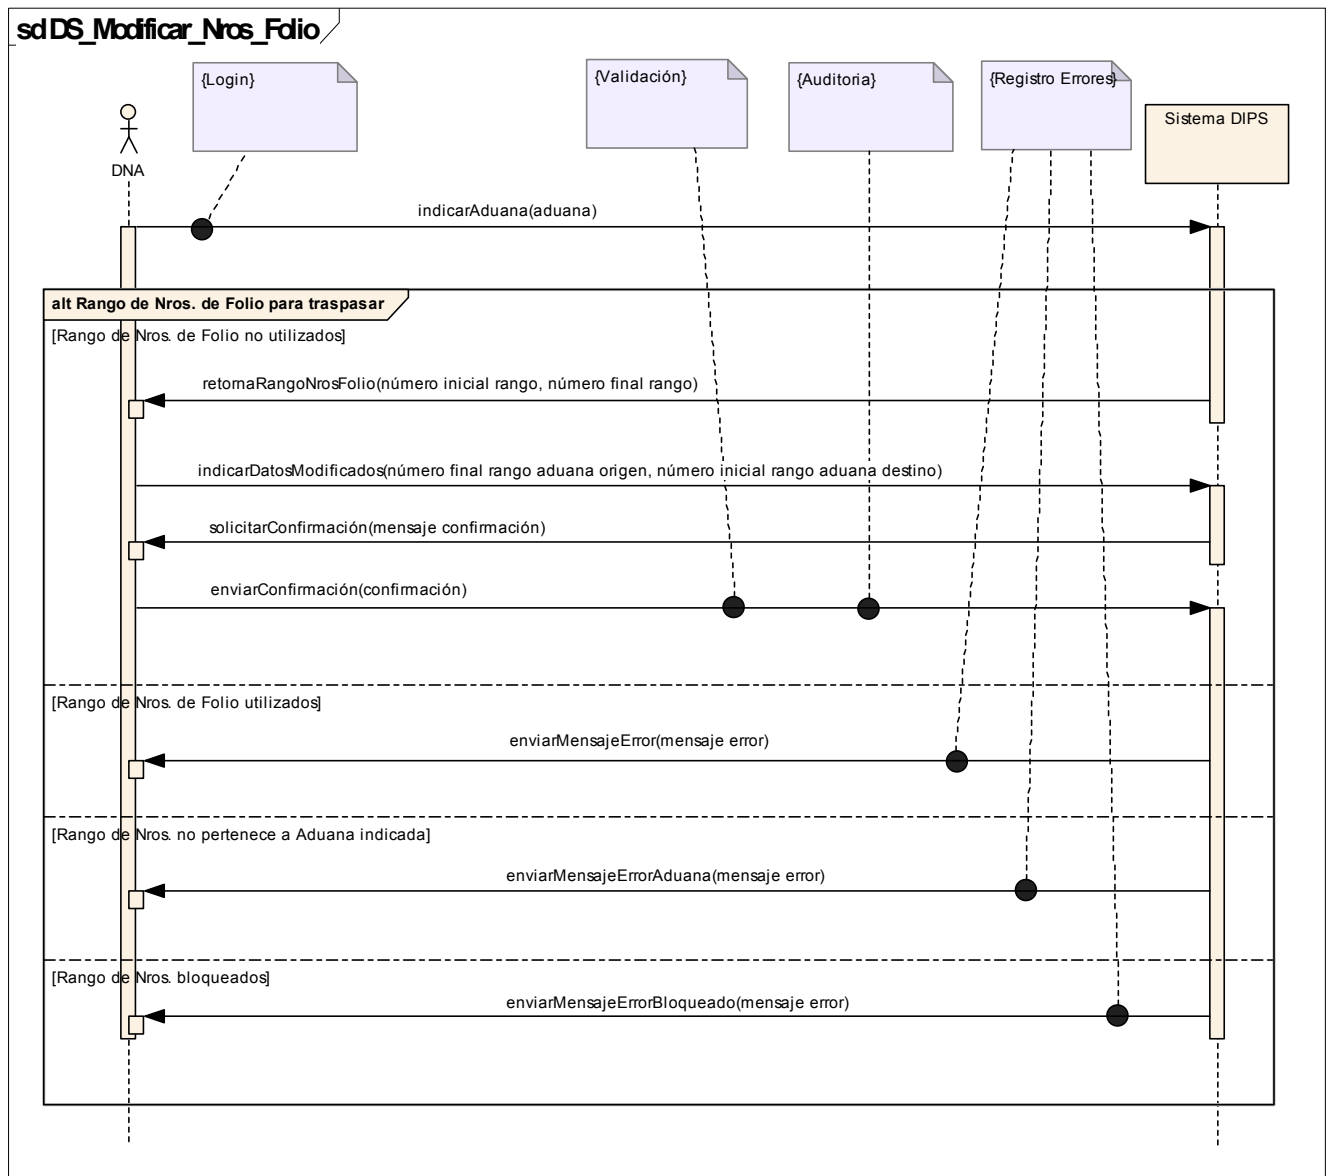 sd DS_Modificar_Nros_Folio
{Login}
{Validación}
{Auditoria}
{Registro Errores}
Sistema DIPS
DNA
indicarAduana(aduana)
alt Rango de Nros. de Folio para traspasar
[Rango de Nros. de Folio no utilizados]
retornaRangoNrosFolio(número inicial rango, número final rango)
indicarDatosModificados(número final rango aduana origen, número inicial rango aduana destino)
solicitarConfirmación(mensaje confirmación)
enviarConfirmación(confirmación)
[Rango de Nros. de Folio utilizados]
enviarMensajeError(mensaje error)
[Rango de Nros. no pertenece a Aduana indicada]
enviarMensajeErrorAduana(mensaje error)
[Rango de Nros. bloqueados]
enviarMensajeErrorBloqueado(mensaje error)